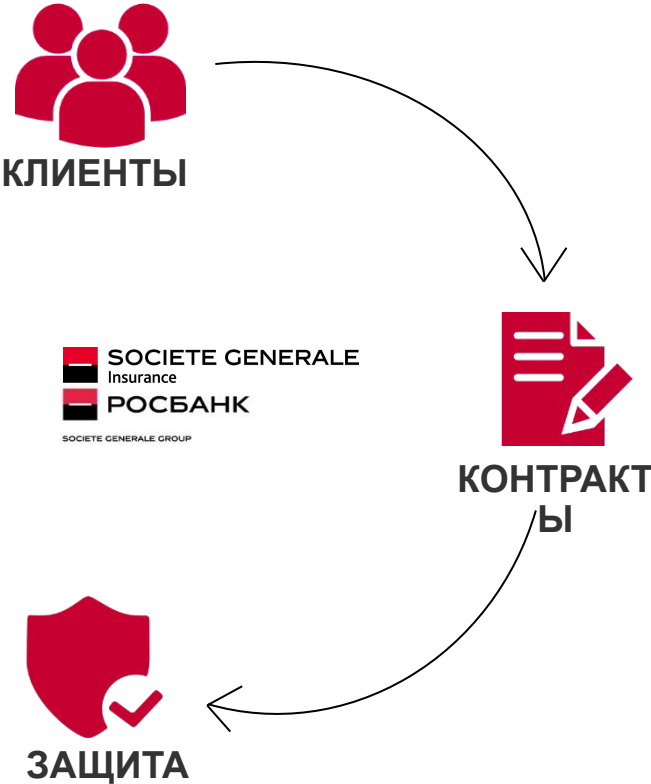 КЛИЕНТЫ
SOCIETE GENERALE
Insurance
РОСБАНК
SOCIETE GENERALE GROUP
КОНТРАКТ
Ы
ЗАЩИТА